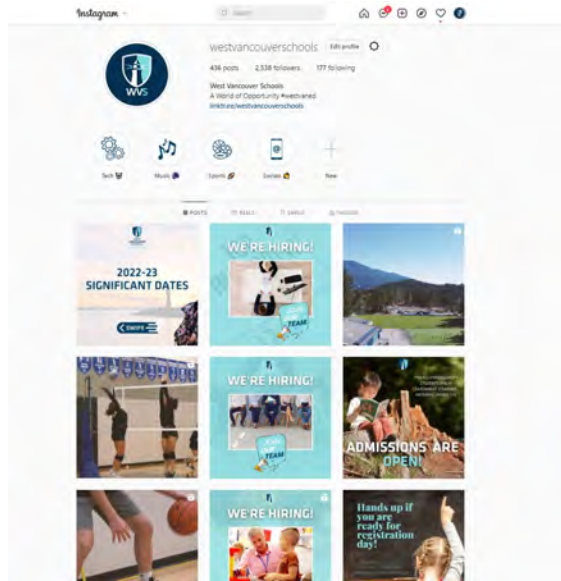 Instagram
Search
westvancouverschools Edit profile
436 posts 2,538 followers 177 following
West Vancouver Schools
A World of Opportunity #westvaned
linktr.ee/westvancouverschools
WVS
Tech Music Sports Socials New
POSTS REELS TAGGED
2022-23
SIGNIFICANT DATES
SWIPE
WE'RE HIRING!
TEAM
WE'RE HIRING!
JOIN
OUR
TEAM
ADMISSIONS ARE
OPEN!
WE'RE HIRING!
Hands up if
you are
ready for
registration
day!